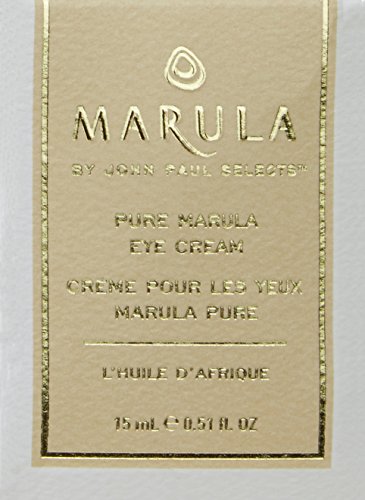 MARULA
BY JOHN PAUL SELECTS™
PURE MARULA
EYE CREAM
CRÈME POUR LES YEUX
MARULA PURE
L'HUILE D'AFRIQUE
15 mL ℮ 0.51 fl. OZ